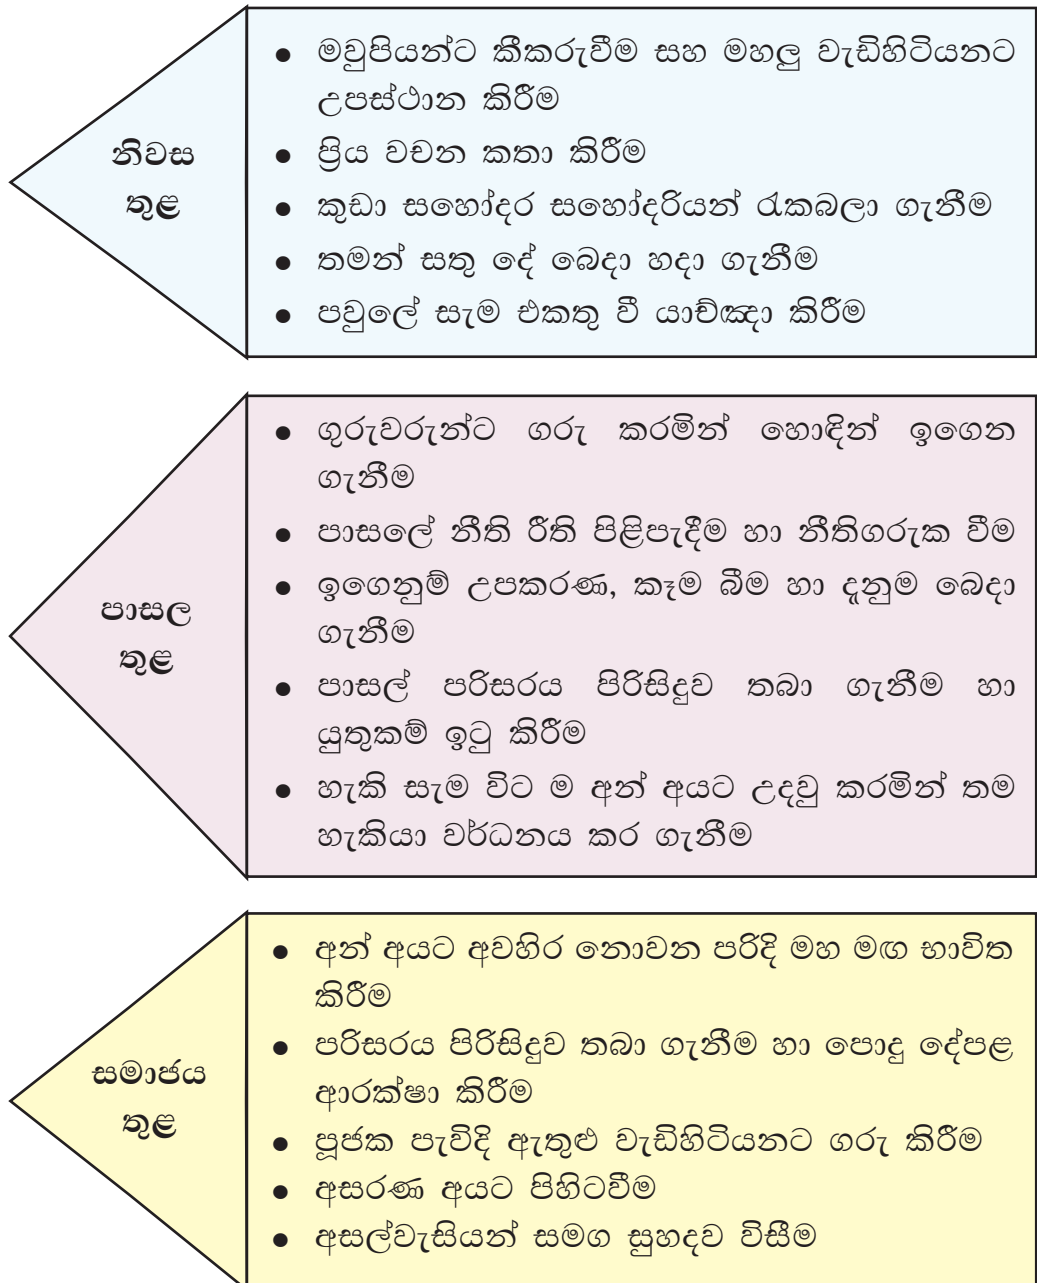 නිවස
තුළ
● මවුපියන්ට කීකරුවීම සහ මහලු වැඩිහිටියනට
උපස්ථාන කිරීම
● ප්‍රිය වචන කතා කිරීම
● කුඩා සහෝදර සහෝදරියන් රැකබලා ගැනීම
● තමන් සතු දේ බෙදා හදා ගැනීම
● පවුලේ සැම එකතු වී යාච්ඤා කිරීම
පාසල
තුළ
● ගුරුවරුන්ට ගරු කරමින් හොඳින් ඉගෙන
ගැනීම
● පාසලේ නීති රීති පිළිපැදීම හා නීතිගරුක වීම
● ඉගෙනුම් උපකරණ, කෑම බීම හා දැනුම බෙදා
ගැනීම
● පාසල් පරිසරය පිරිසිදුව තබා ගැනීම හා
යුතුකම් ඉටු කිරීම
● හැකි සැම විට ම අන් අයට උදවු කරමින් තම
හැකියා වර්ධනය කර ගැනීම
සමාජය
තුළ
● අන් අයට අවහිර නොවන පරිදි මහ මඟ භාවිත
කිරීම
● පරිසරය පිරිසිදුව තබා ගැනීම හා පොදු දේපළ
ආරක්ෂා කිරීම
● පූජක පැවිදි ඇතුළු වැඩිහිටියනට ගරු කිරීම
● අසරණ අයට පිහිටවීම
● අසල්වැසියන් සමග සුහදව විසීම